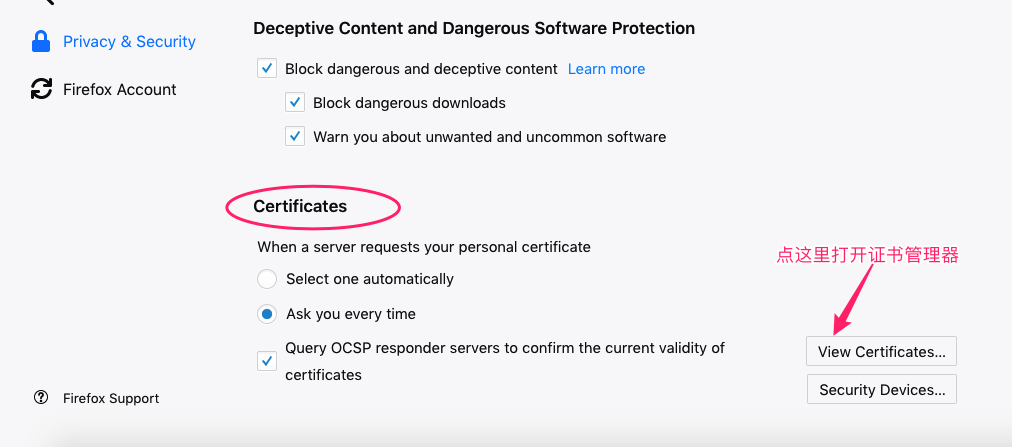 Privacy & Security
Firefox Account
Deceptive Content and Dangerous Software Protection
Block dangerous and deceptive content Learn more
Block dangerous downloads
Warn you about unwanted and uncommon software
Certificates
When a server requests your personal certificate
点这里打开证书管理器
Select one automatically
Ask you every time
Query OCSP responder servers to confirm the current validity of
certificates
View Certificates...
Security Devices...
Firefox Support